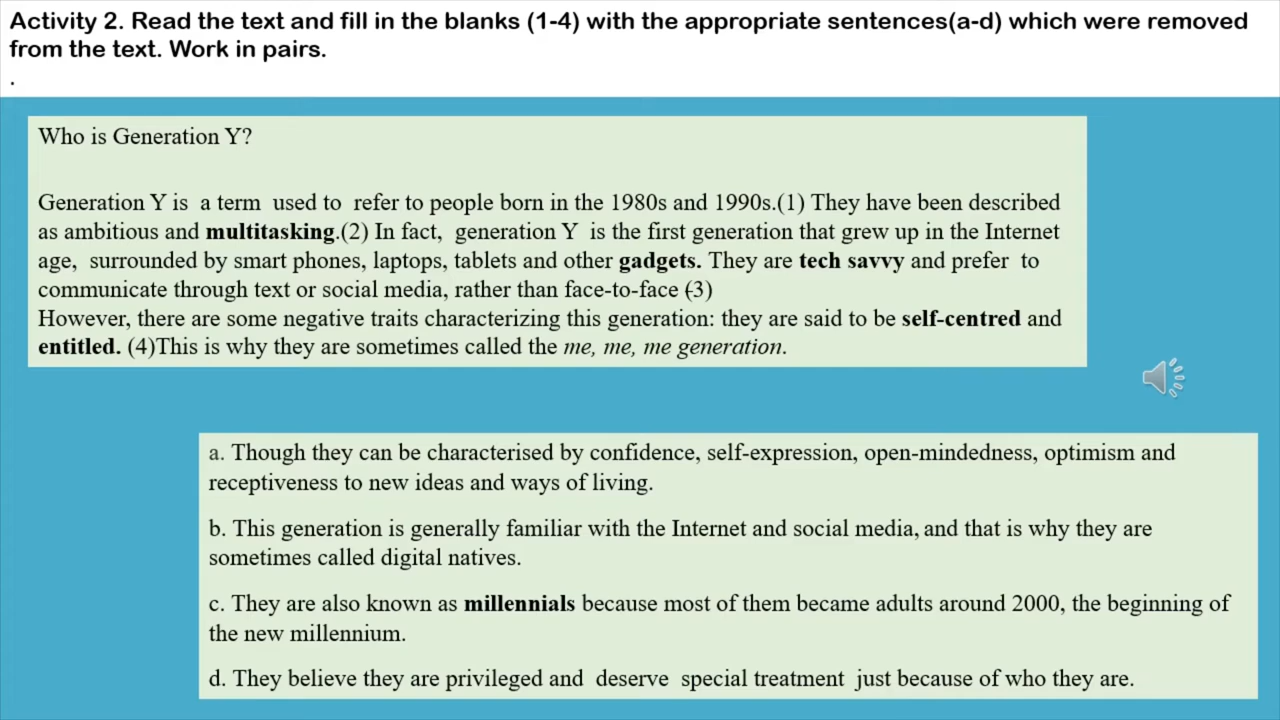 Activity 2. Read the text and fill in the blanks (1-4) with the appropriate sentences(a-d) which were removed
from the text. Work in pairs.
.
Who is Generation Y?
Generation Y is a term used to refer to people born in the 1980s and 1990s.(1) They have been described
as ambitious and multitasking.(2) In fact, generation Y is the first generation that grew up in the Internet
age, surrounded by smart phones, laptops, tablets and other gadgets. They are tech savvy and prefer to
communicate through text or social media, rather than face-to-face (3)
However, there are some negative traits characterizing this generation: they are said to be self-centred and
entitled. (4)This is why they are sometimes called the me, me, me generation.
a. Though they can be characterised by confidence, self-expression, open-mindedness, optimism and
receptiveness to new ideas and ways of living.
b. This generation is generally familiar with the Internet and social media, and that is why they are
sometimes called digital natives.
c. They are also known as millennials because most of them became adults around 2000, the beginning of
the new millennium.
d. They believe they are privileged and deserve special treatment just because of who they are.